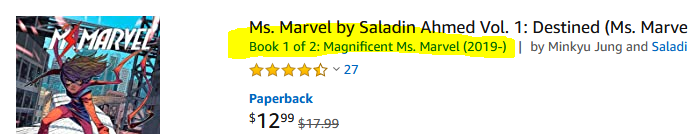 Ms. Marvel by Saladin Ahmed Vol. 1: Destined (Ms. Marve
Book 1 of 2: Magnificent Ms. Marvel (2019-) | by Minkyu Jung and Saladi
27
Paperback
$12.99 $17.99
MS MARVEL